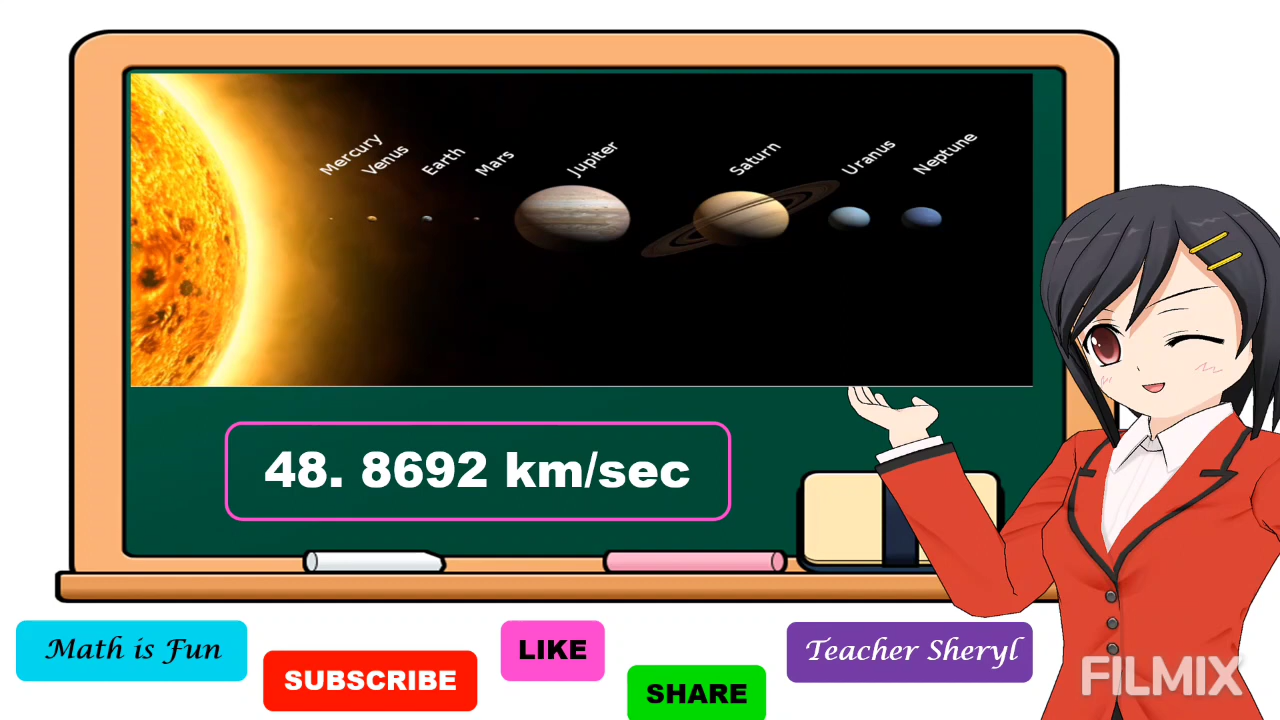 Mercury
Venus
Earth
Mars
Jupiter
Saturn
Uranus
Neptune
48. 8692 km/sec
Math is Fun
SUBSCRIBE
LIKE
SHARE
Teacher Sheryl
FILMIX